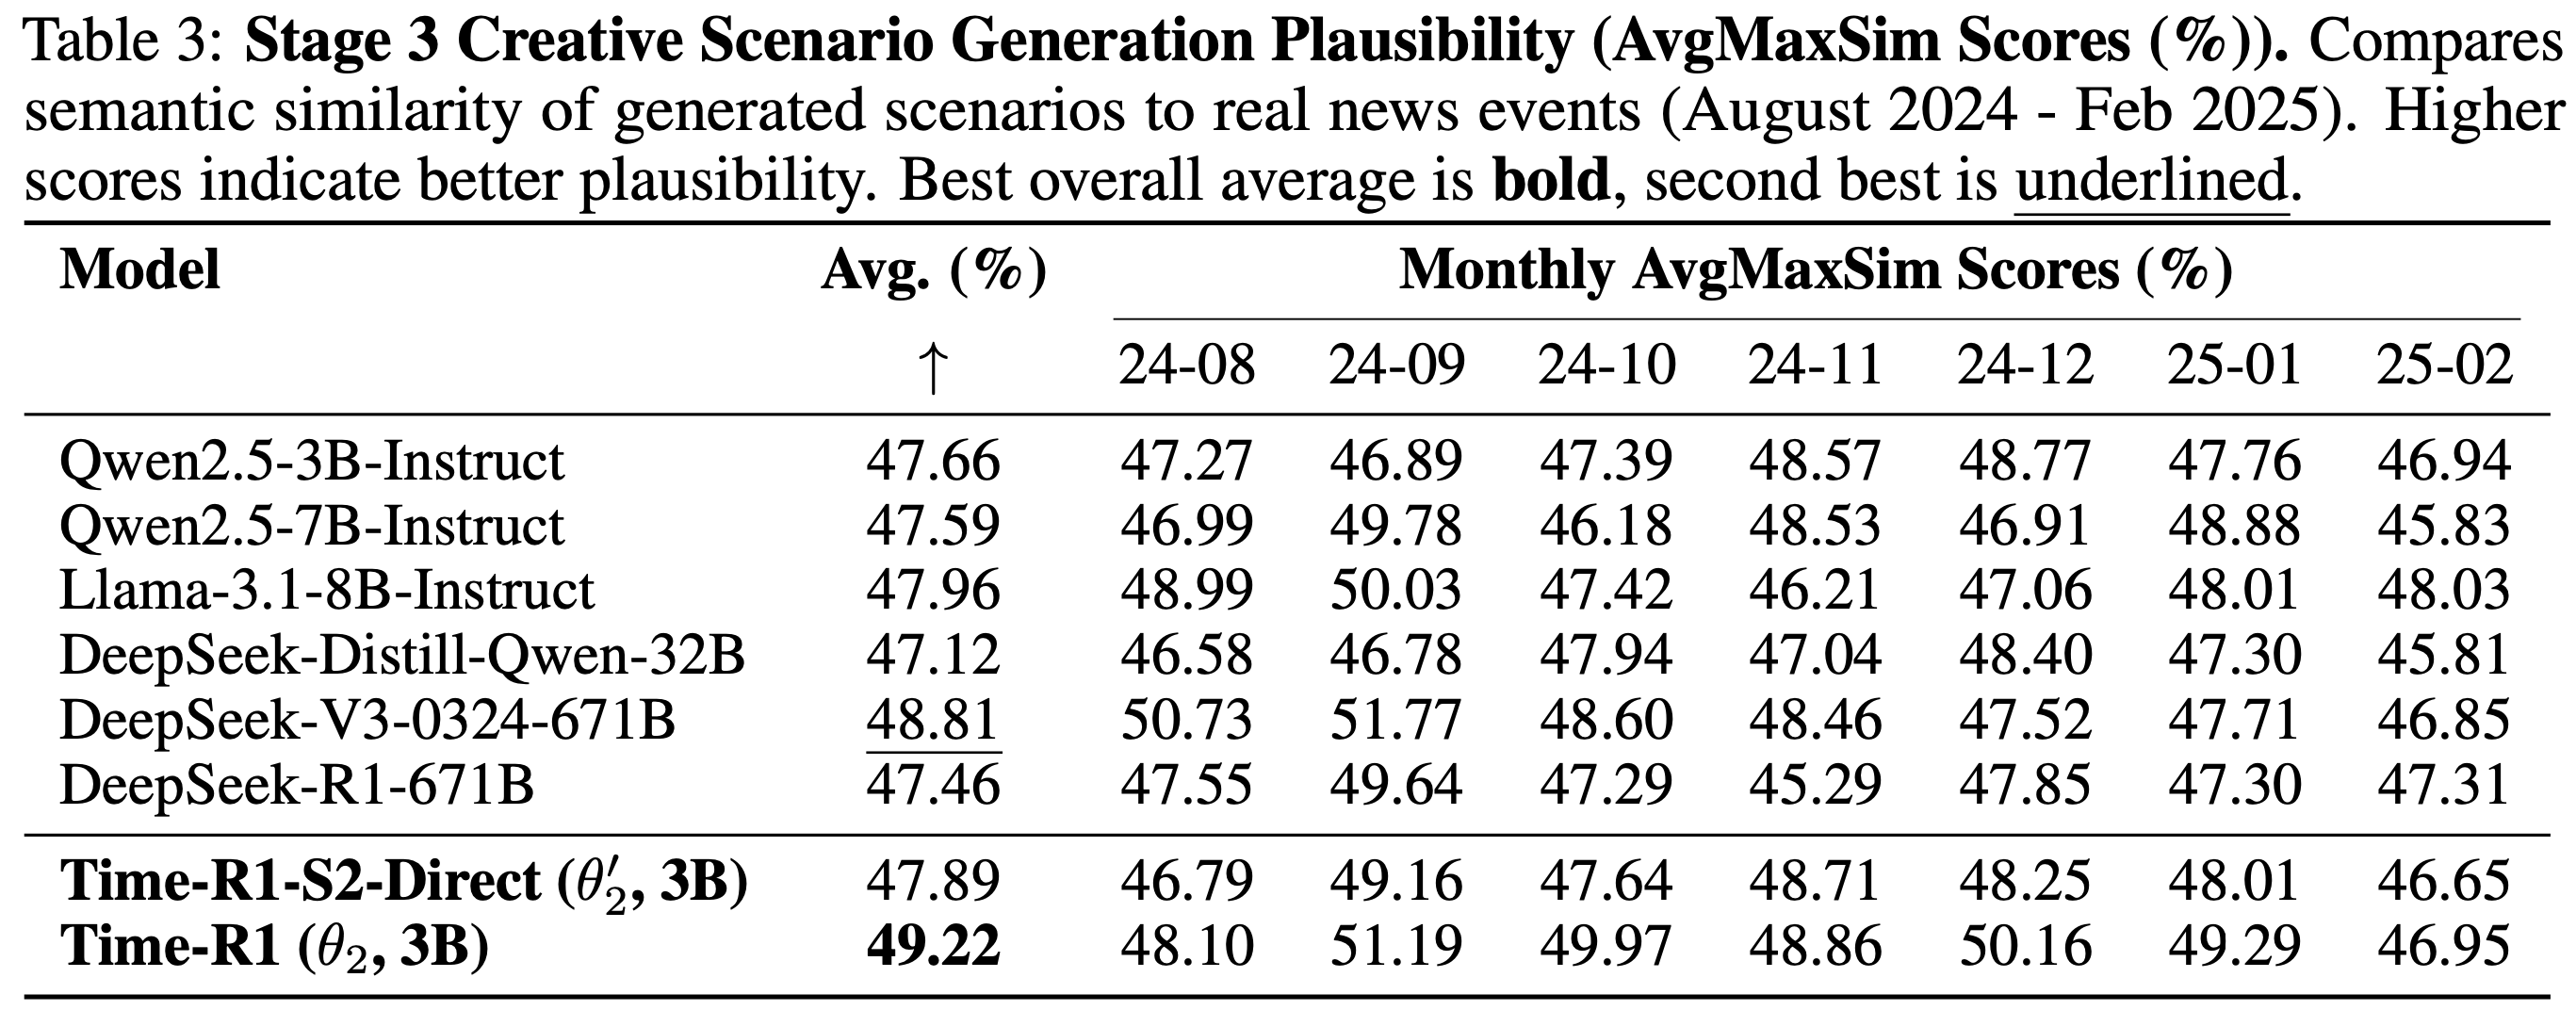 Table 3: Stage 3 Creative Scenario Generation Plausibility (AvgMaxSim Scores (%)). Compares
semantic similarity of generated scenarios to real news events (August 2024 - Feb 2025). Higher
scores indicate better plausibility. Best overall average is bold, second best is underlined.
Model Avg. (%) Monthly AvgMaxSim Scores (%)
↑ 24-08 24-09 24-10 24-11 24-12 25-01 25-02
Qwen2.5-3B-Instruct 47.66 47.27 46.89 47.39 48.57 48.77 47.76 46.94
Qwen2.5-7B-Instruct 47.59 46.99 49.78 46.18 48.53 46.91 48.88 45.83
Llama-3.1-8B-Instruct 47.96 48.99 50.03 47.42 46.21 47.06 48.01 48.03
DeepSeek-Distill-Qwen-32B 47.12 46.58 46.78 47.94 47.04 48.40 47.30 45.81
DeepSeek-V3-0324-671B 48.81 50.73 51.77 48.60 48.46 47.52 47.71 46.85
DeepSeek-R1-671B 47.46 47.55 49.64 47.29 45.29 47.85 47.30 47.31
Time-R1-S2-Direct (θ′₂, 3B) 47.89 46.79 49.16 47.64 48.71 48.25 48.01 46.65
Time-R1 (θ₂, 3B) 49.22 48.10 51.19 49.97 48.86 50.16 49.29 46.95